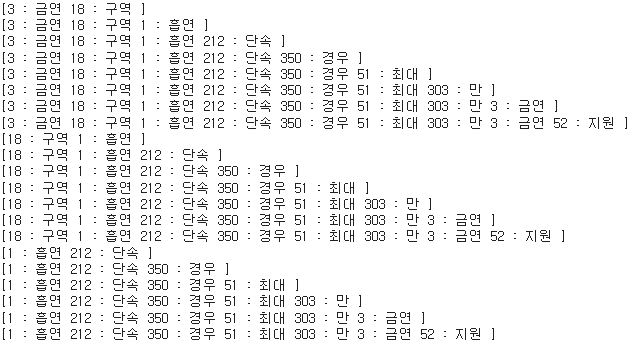 [3 : 금연 18 : 구역 ]
[3 : 금연 18 : 구역 1 : 흡연 ]
[3 : 금연 18 : 구역 1 : 흡연 212 : 단속 ]
[3 : 금연 18 : 구역 1 : 흡연 212 : 단속 350 : 경우 ]
[3 : 금연 18 : 구역 1 : 흡연 212 : 단속 350 : 경우 51 : 최대 ]
[3 : 금연 18 : 구역 1 : 흡연 212 : 단속 350 : 경우 51 : 최대 303 : 만 ]
[3 : 금연 18 : 구역 1 : 흡연 212 : 단속 350 : 경우 51 : 최대 303 : 만 3 : 금연 ]
[3 : 금연 18 : 구역 1 : 흡연 212 : 단속 350 : 경우 51 : 최대 303 : 만 3 : 금연 52 : 지원 ]
[18 : 구역 1 : 흡연 ]
[18 : 구역 1 : 흡연 212 : 단속 ]
[18 : 구역 1 : 흡연 212 : 단속 350 : 경우 ]
[18 : 구역 1 : 흡연 212 : 단속 350 : 경우 51 : 최대 ]
[18 : 구역 1 : 흡연 212 : 단속 350 : 경우 51 : 최대 303 : 만 ]
[18 : 구역 1 : 흡연 212 : 단속 350 : 경우 51 : 최대 303 : 만 3 : 금연 ]
[18 : 구역 1 : 흡연 212 : 단속 350 : 경우 51 : 최대 303 : 만 3 : 금연 52 : 지원 ]
[1 : 흡연 212 : 단속 ]
[1 : 흡연 212 : 단속 350 : 경우 ]
[1 : 흡연 212 : 단속 350 : 경우 51 : 최대 ]
[1 : 흡연 212 : 단속 350 : 경우 51 : 최대 303 : 만 ]
[1 : 흡연 212 : 단속 350 : 경우 51 : 최대 303 : 만 3 : 금연 ]
[1 : 흡연 212 : 단속 350 : 경우 51 : 최대 303 : 만 3 : 금연 52 : 지원 ]